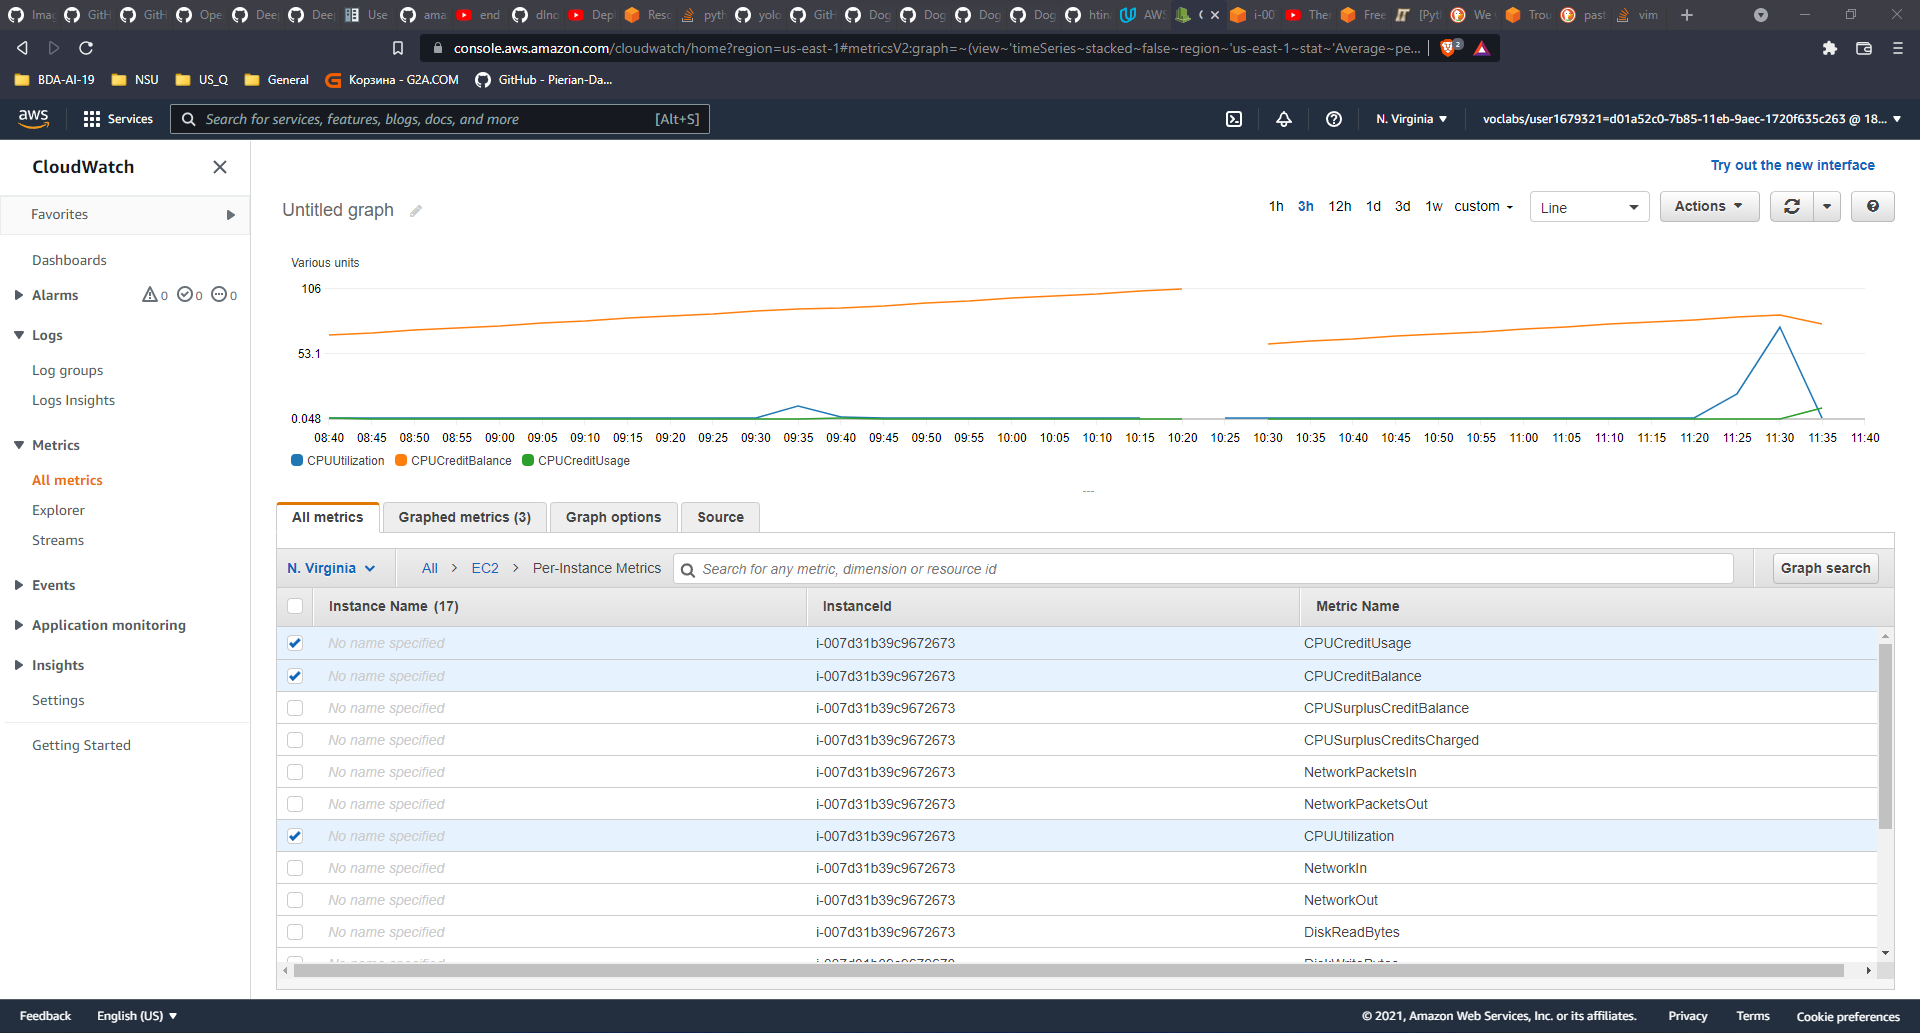 Imag GitH GitH Ope Deep Deep Use ama end dlnc Depl Reso pyth yolo GitH Dog Dog Dog Dog htina AWS C i-00 Ther Free [Pyt We Trou past vim
console.aws.amazon.com/cloudwatch/home?region=us-east-1#metricsV2:graph=~(view~'timeSeries~stacked~false~region~'us-east-1~stat~'Average~pe... 2
BDA-AI-19 NSU US_Q General Корзина - G2A.COM GitHub - Pierian-Da...
aws Services Search for services, features, blogs, docs, and more [Alt+S] N. Virginia voclabs/user1679321=d01a52c0-7b85-11eb-9aec-1720f635c263 @ 18...
CloudWatch
Favorites
Dashboards
Alarms 0 0 0
Logs
Log groups
Logs Insights
Metrics
All metrics
Explorer
Streams
Events
Application monitoring
Insights
Settings
Getting Started
Try out the new interface
Untitled graph 1h 3h 12h 1d 3d 1w custom Line Actions
Various units
106
53.1
0.048
08:40 08:45 08:50 08:55 09:00 09:05 09:10 09:15 09:20 09:25 09:30 09:35 09:40 09:45 09:50 09:55 10:00 10:05 10:10 10:15 10:20 10:25 10:30 10:35 10:40 10:45 10:50 10:55 11:00 11:05 11:10 11:15 11:20 11:25 11:30 11:35 11:40
CPUUtilization CPUCreditBalance CPUCreditUsage
All metrics Graphed metrics (3) Graph options Source
N. Virginia All EC2 Per-Instance Metrics Search for any metric, dimension or resource id Graph search
Instance Name (17) InstanceId Metric Name
No name specified i-007d31b39c9672673 CPUCreditUsage
No name specified i-007d31b39c9672673 CPUCreditBalance
No name specified i-007d31b39c9672673 CPUSurplusCreditBalance
No name specified i-007d31b39c9672673 CPUSurplusCreditsCharged
No name specified i-007d31b39c9672673 NetworkPacketsIn
No name specified i-007d31b39c9672673 NetworkPacketsOut
No name specified i-007d31b39c9672673 CPUUtilization
No name specified i-007d31b39c9672673 NetworkIn
No name specified i-007d31b39c9672673 NetworkOut
No name specified i-007d31b39c9672673 DiskReadBytes
No name specified i-007d31b39c9672673 DiskWriteBytes
Feedback English (US) © 2021, Amazon Web Services, Inc. or its affiliates. Privacy Terms Cookie preferences